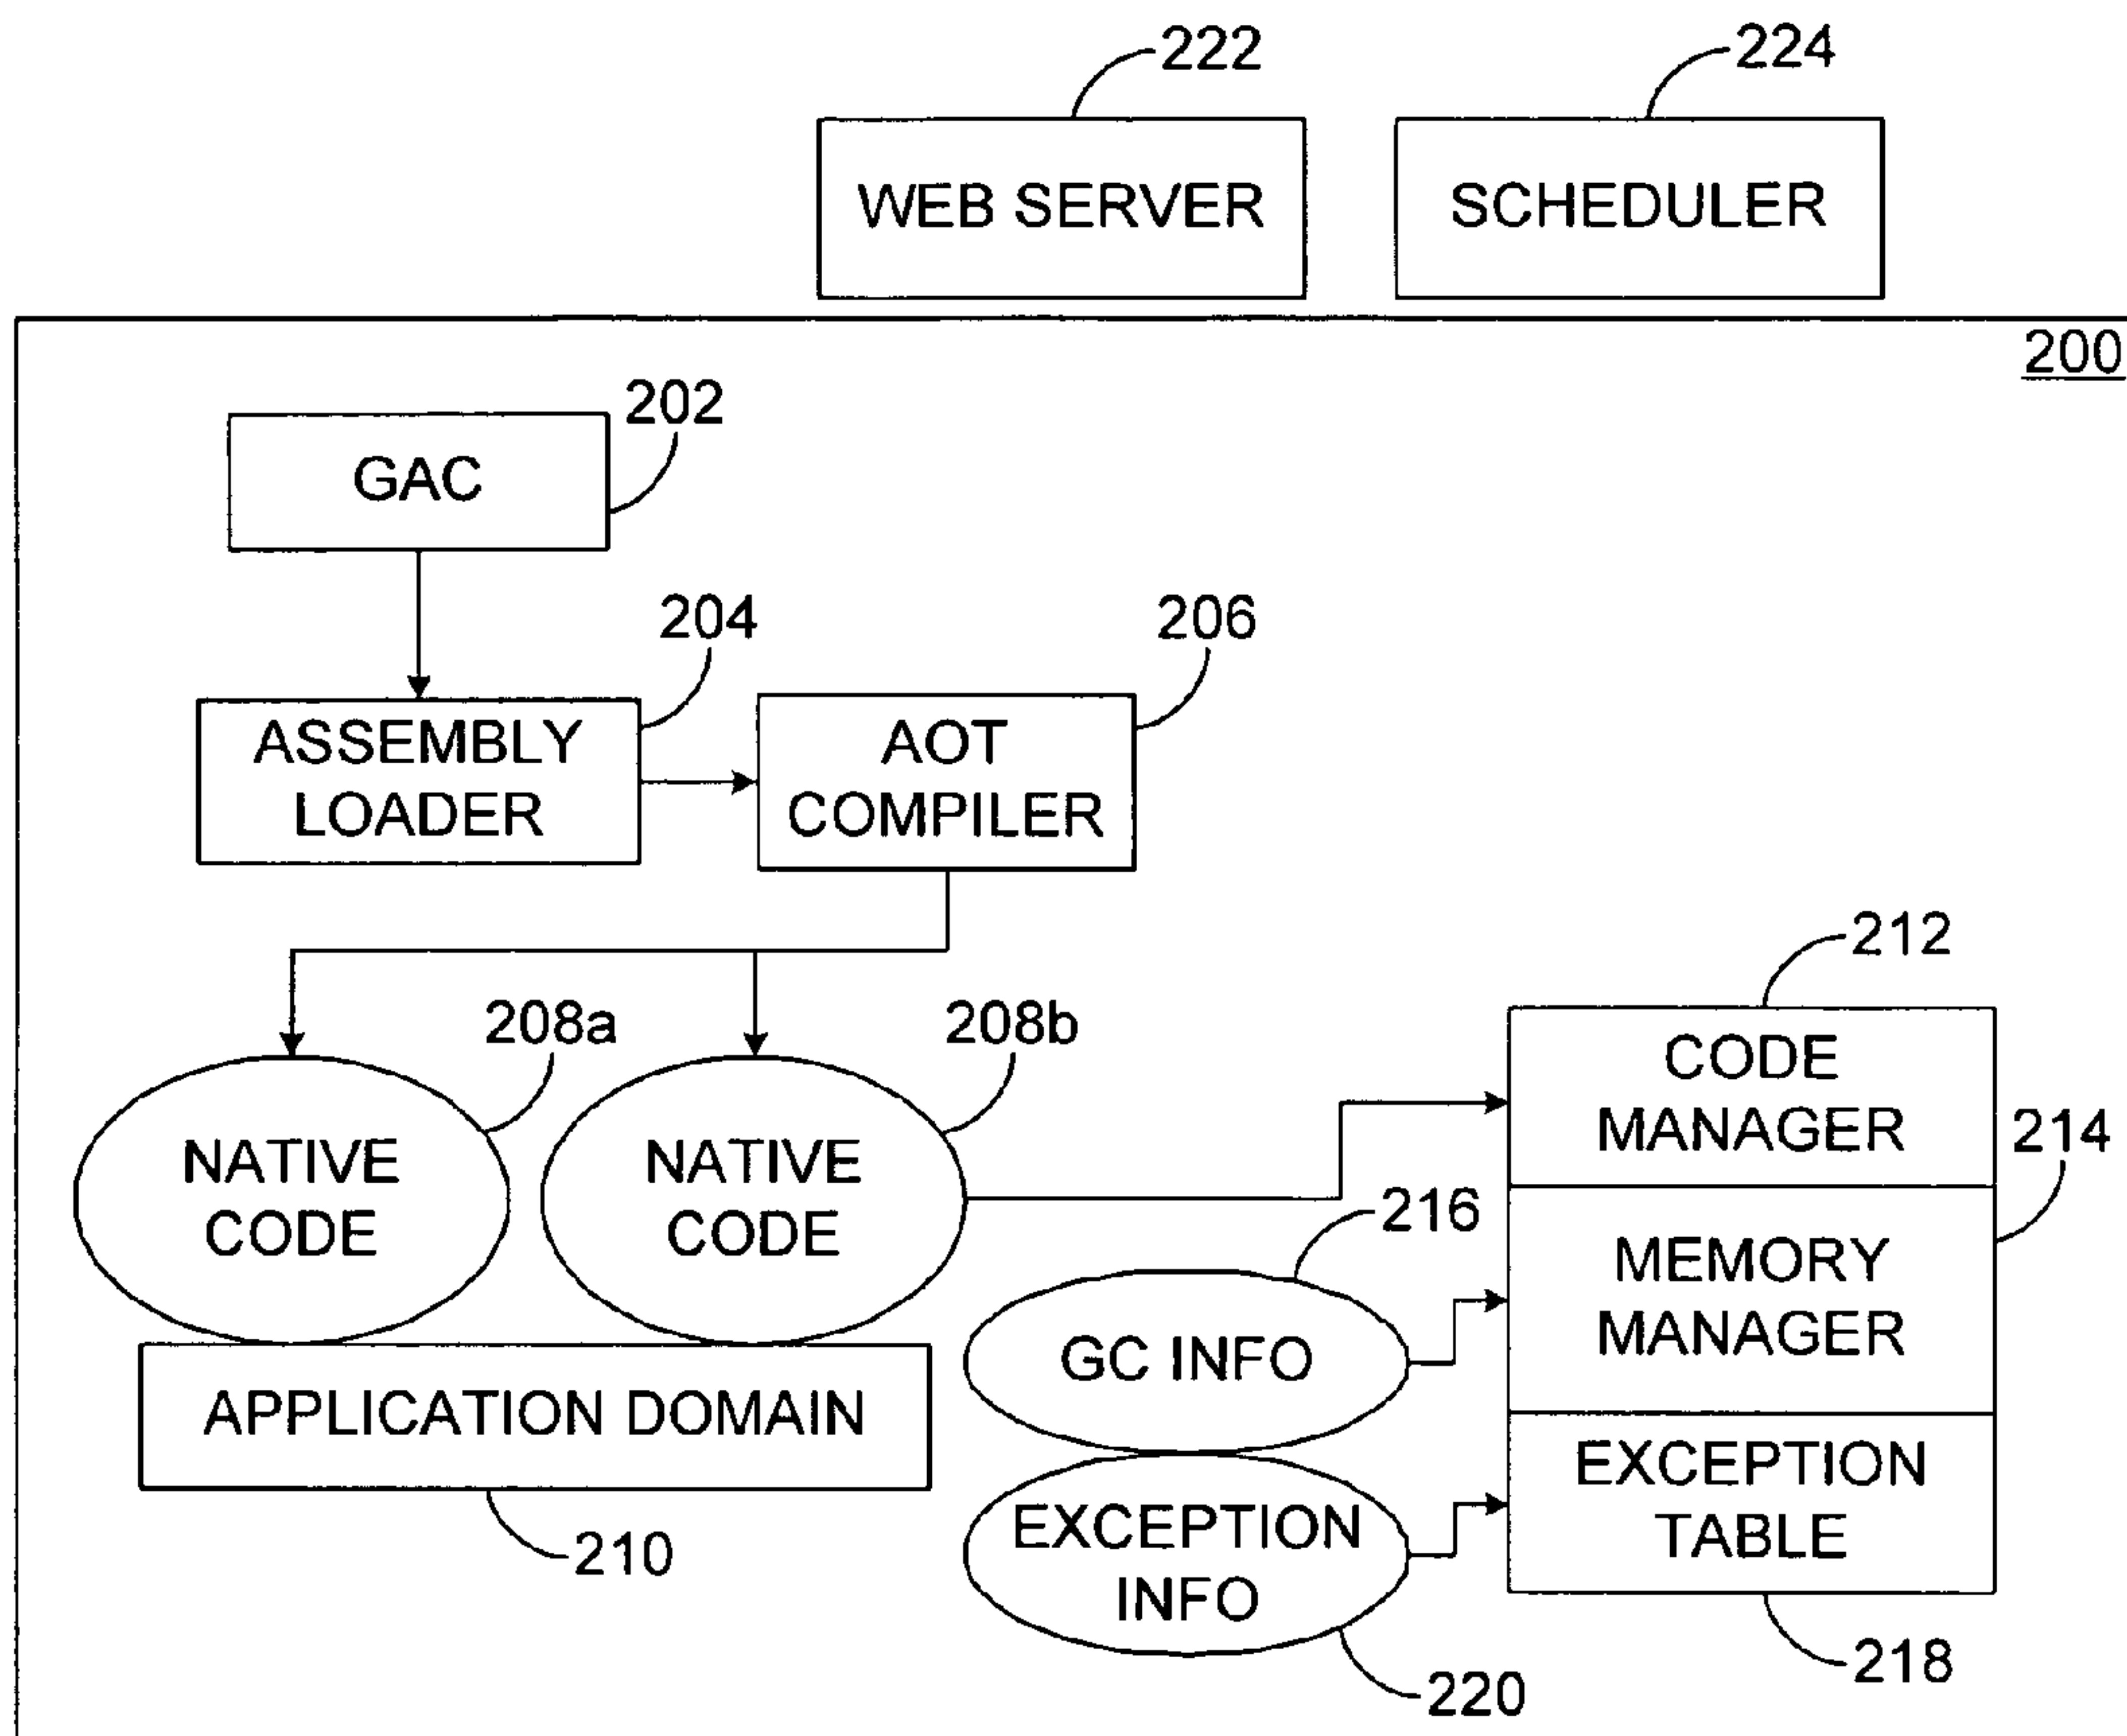 222
224
WEB SERVER
SCHEDULER
200
202
GAC
204
206
ASSEMBLY
LOADER
AOT
COMPILER
212
208a
208b
CODE
MANAGER
214
NATIVE
CODE
NATIVE
CODE
216
MEMORY
MANAGER
GC INFO
APPLICATION DOMAIN
EXCEPTION
TABLE
EXCEPTION
INFO
210
218
220